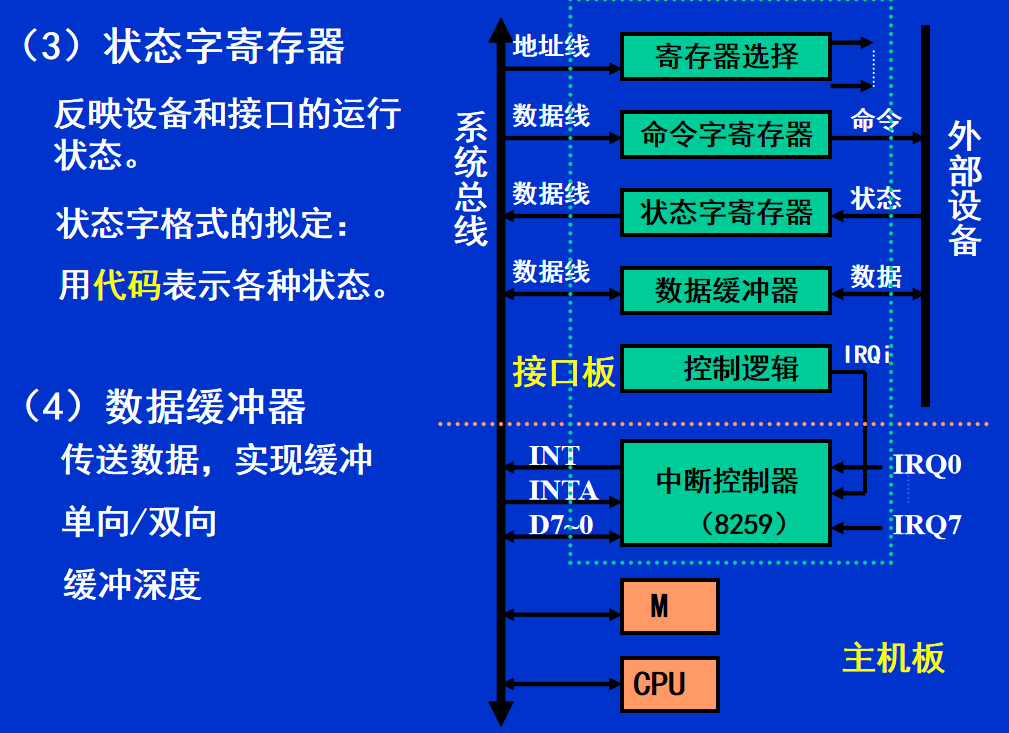 （3）状态字寄存器
反映设备和接口的运行
状态。
状态字格式的拟定：
用代码表示各种状态。
（4）数据缓冲器
传送数据，实现缓冲
单向/双向
缓冲深度
系统总线
地址线
寄存器选择
数据线
命令字寄存器
命令
数据线
状态字寄存器
状态
数据线
数据缓冲器
数据
外部设备
接口板
控制逻辑
IRQi
INT
INTA
D7~0
中断控制器
（8259）
IRQ0
IRQ7
M
CPU
主机板